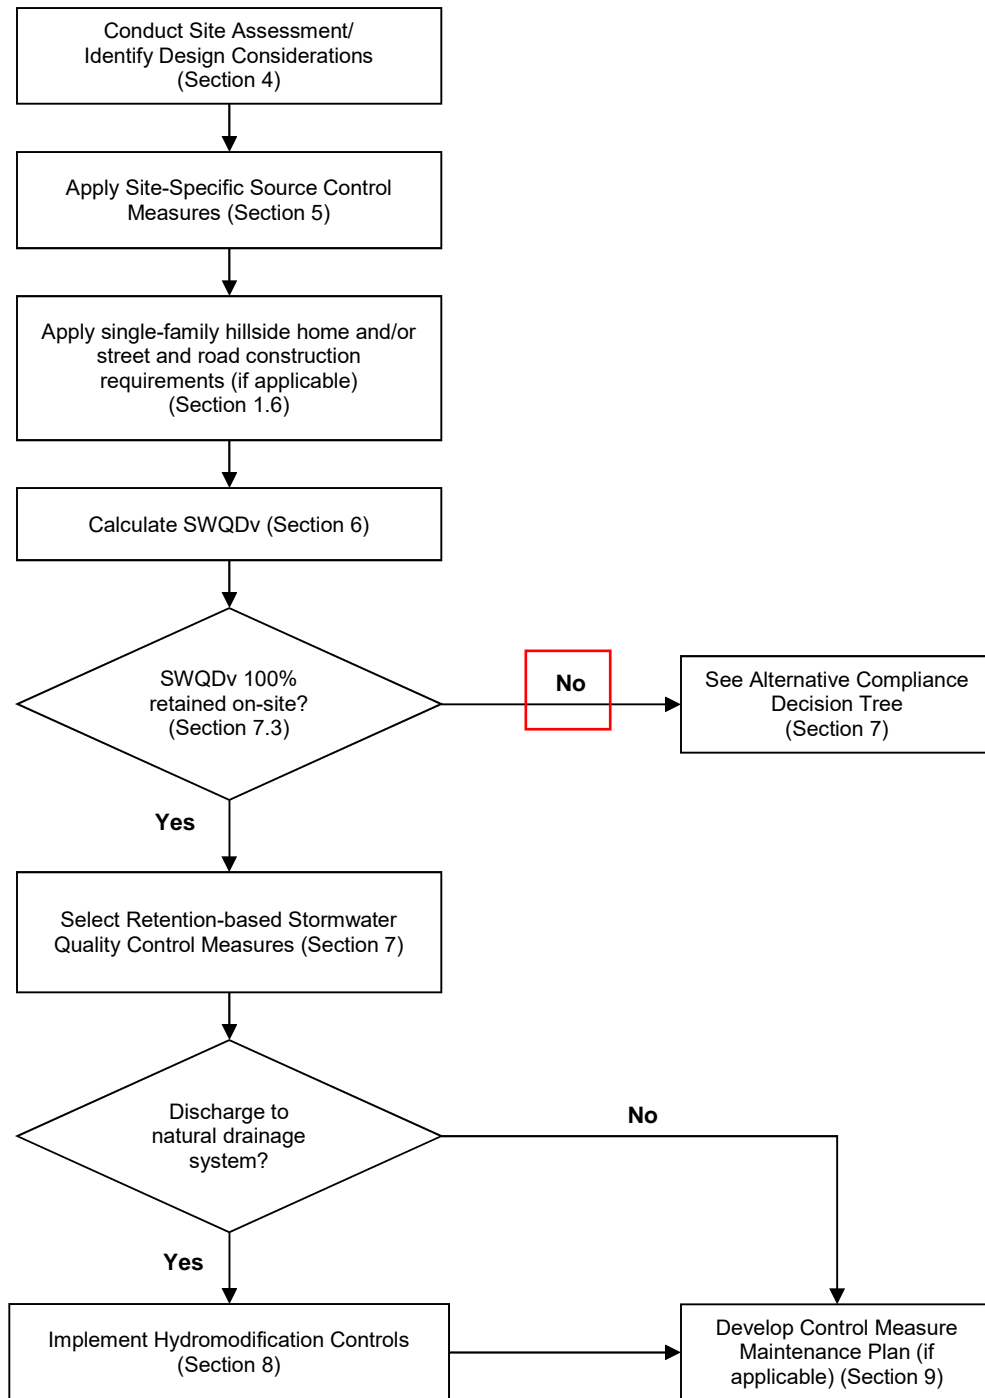 Conduct Site Assessment/
Identify Design Considerations
(Section 4)
Apply Site-Specific Source Control
Measures (Section 5)
Apply single-family hillside home and/or
street and road construction
requirements (if applicable)
(Section 1.6)
Calculate SWQDv (Section 6)
SWQDv 100%
retained on-site?
(Section 7.3)
No
See Alternative Compliance
Decision Tree
(Section 7)
Yes
Select Retention-based Stormwater
Quality Control Measures (Section 7)
Discharge to
natural drainage
system?
No
Yes
Implement Hydromodification Controls
(Section 8)
Develop Control Measure
Maintenance Plan (if
applicable) (Section 9)